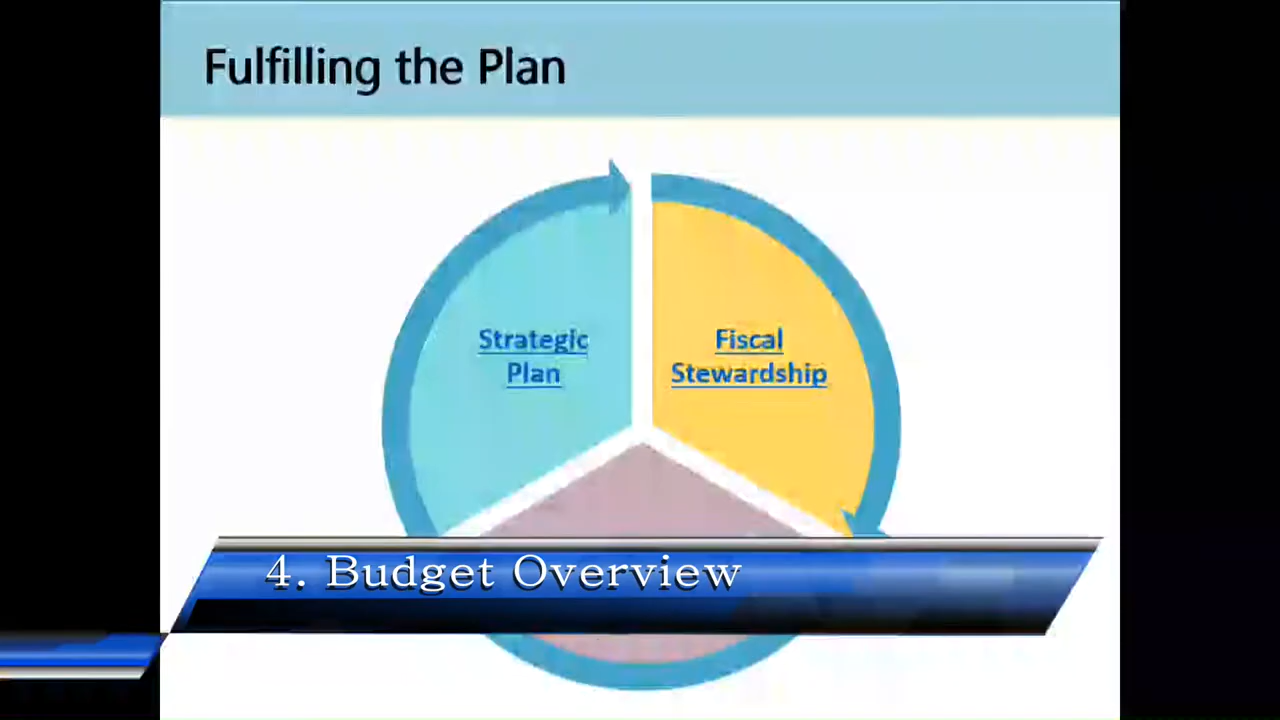 Fulfilling the Plan
Strategic
Plan
Fiscal
Stewardship
4. Budget Overview